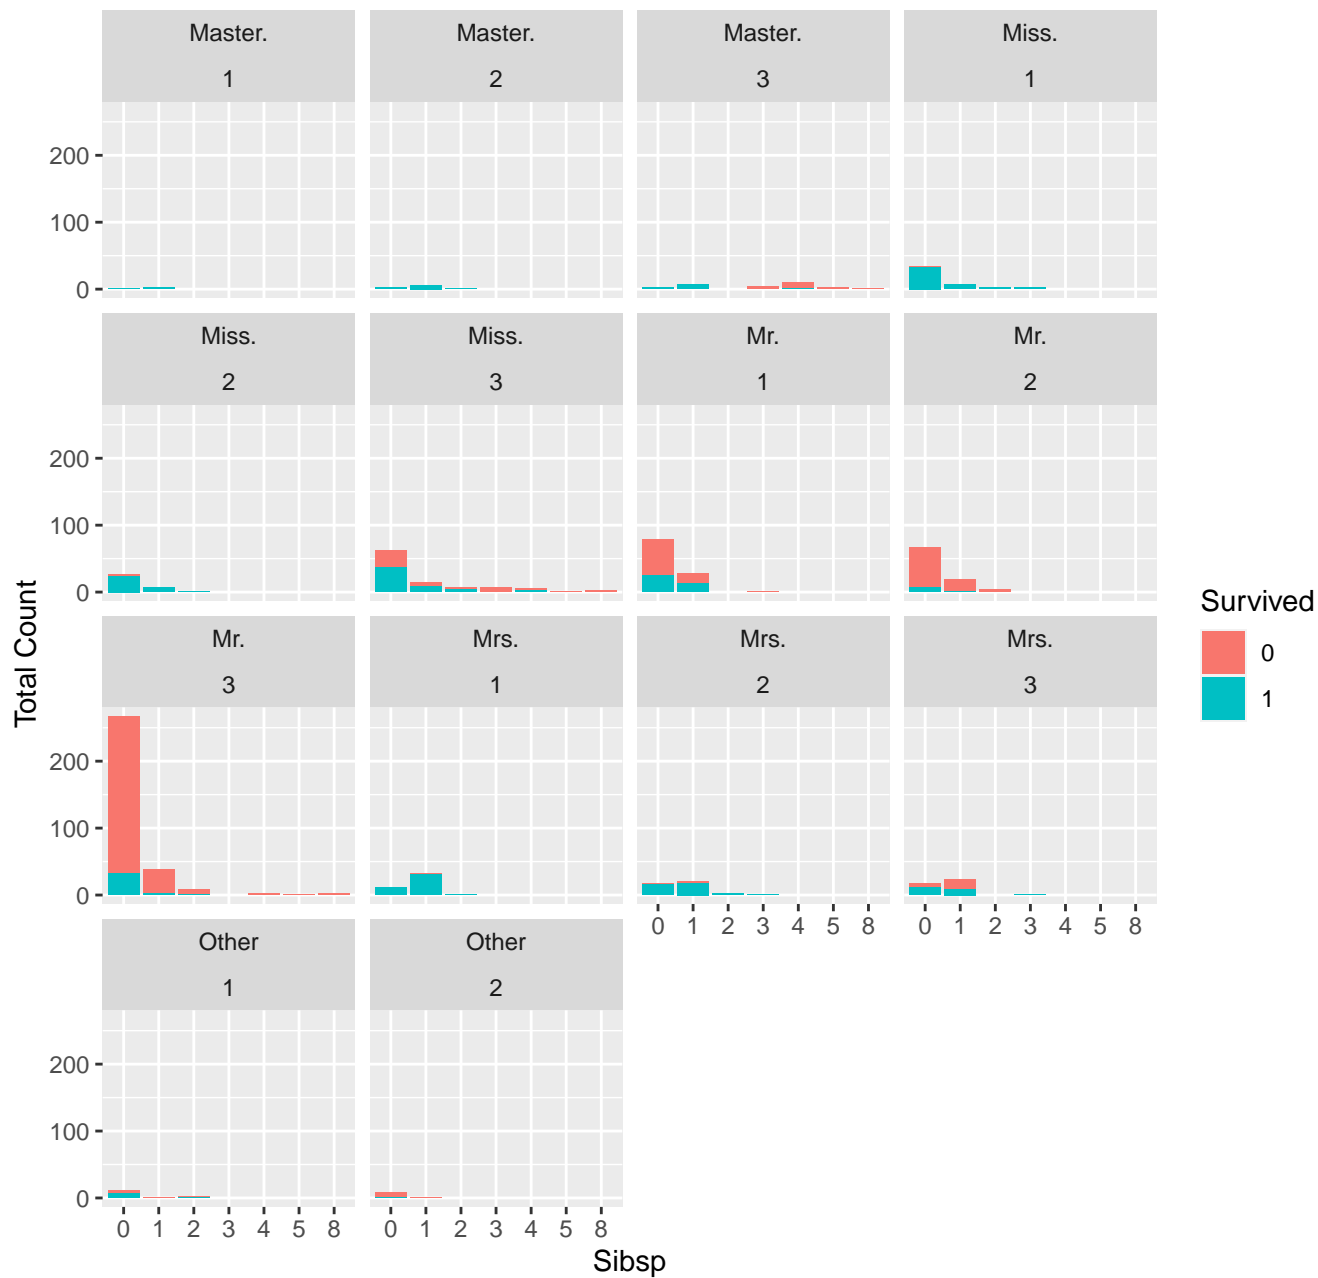 Master. Master. Master. Miss.
1 2 3 1
200
100
0
Miss. Miss. Mr. Mr.
2 3 1 2
200
100
0
Mr. Mrs. Mrs. Mrs.
3 1 2 3
200
100
0
0 1 2 3 4 5 8 0 1 2 3 4 5 8
Other Other
1 2
200
100
0
0 1 2 3 4 5 8 0 1 2 3 4 5 8
Sibsp
Total Count
Survived
0
1